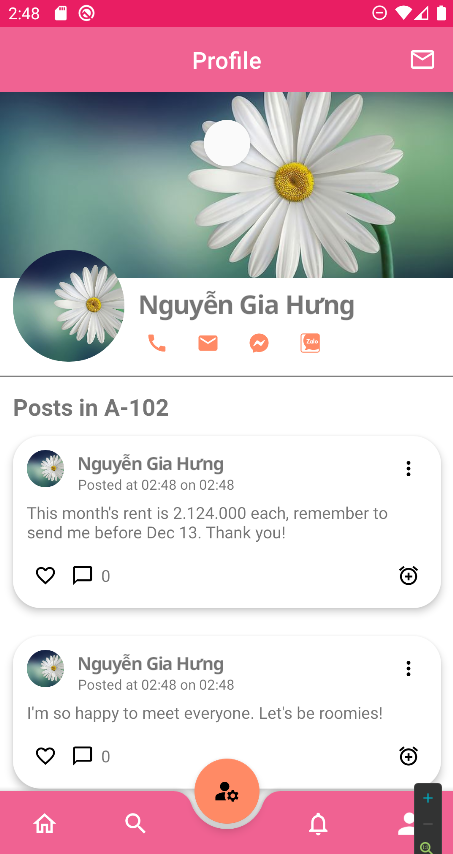 2:48
Profile
Nguyễn Gia Hưng
Zalo
Posts in A-102
Nguyễn Gia Hưng
Posted at 02:48 on 02:48
This month's rent is 2.124.000 each, remember to
send me before Dec 13. Thank you!
0
Nguyễn Gia Hưng
Posted at 02:48 on 02:48
I'm so happy to meet everyone. Let's be roomies!
0